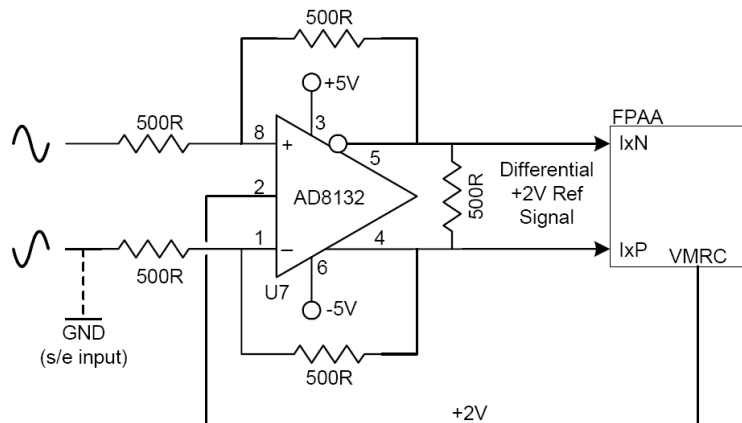 500R
+5V
FPAA
500R
8
+
3
5
IxN
2
AD8132
500R
Differential
+2V Ref
Signal
1
−
4
IxP
500R
6
VMRC
U7
-5V
GND
(s/e input)
500R
+2V